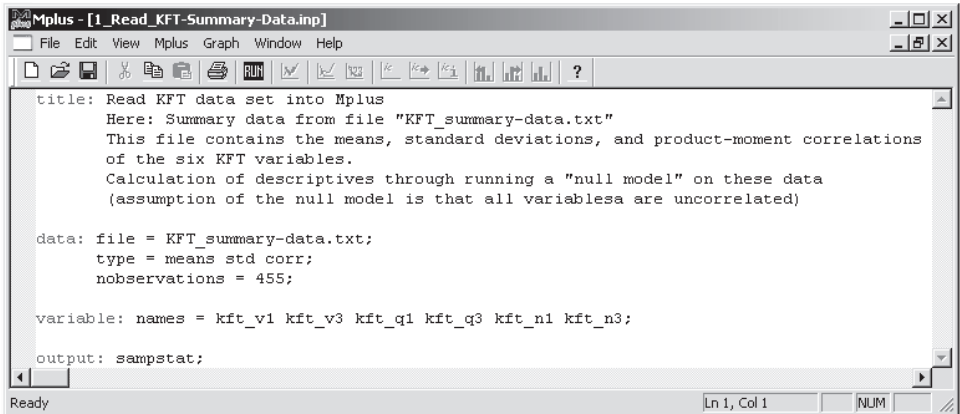 Mplus - [1_Read_KFT-Summary-Data.inp]
File Edit View Mplus Graph Window Help
RUN ?
title: Read KFT data set into Mplus
Here: Summary data from file "KFT_summary-data.txt"
This file contains the means, standard deviations, and product-moment correlations
of the six KFT variables.
Calculation of descriptives through running a "null model" on these data
(assumption of the null model is that all variablesa are uncorrelated)
data: file = KFT_summary-data.txt;
type = means std corr;
nobservations = 455;
variable: names = kft_v1 kft_v3 kft_q1 kft_q3 kft_n1 kft_n3;
output: sampstat;
Ready Ln 1, Col 1 NUM